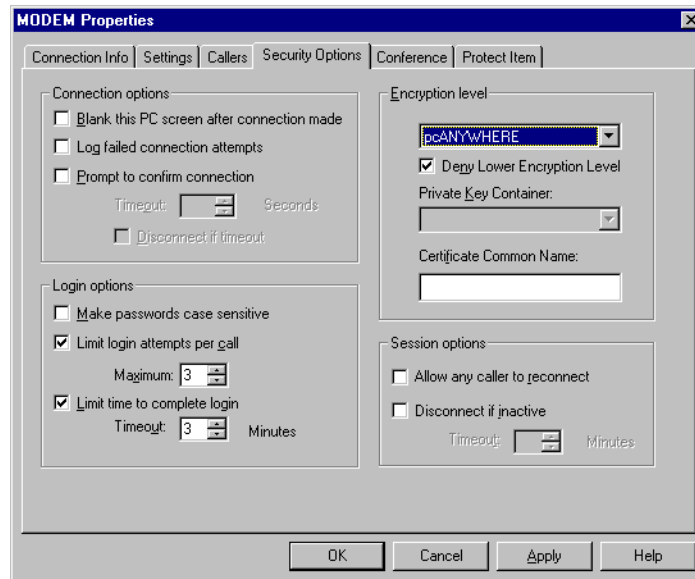 MODEM Properties
Connection Info Settings Callers Security Options Conference Protect Item
Connection options
Blank this PC screen after connection made
Log failed connection attempts
Prompt to confirm connection
Timeout: Seconds
Disconnect if timeout
Login options
Make passwords case sensitive
Limit login attempts per call
Maximum: 3
Limit time to complete login
Timeout: 3 Minutes
Encryption level
pcANYWHERE
Deny Lower Encryption Level
Private Key Container:
Certificate Common Name:
Session options
Allow any caller to reconnect
Disconnect if inactive
Timeout: Minutes
OK Cancel Apply Help